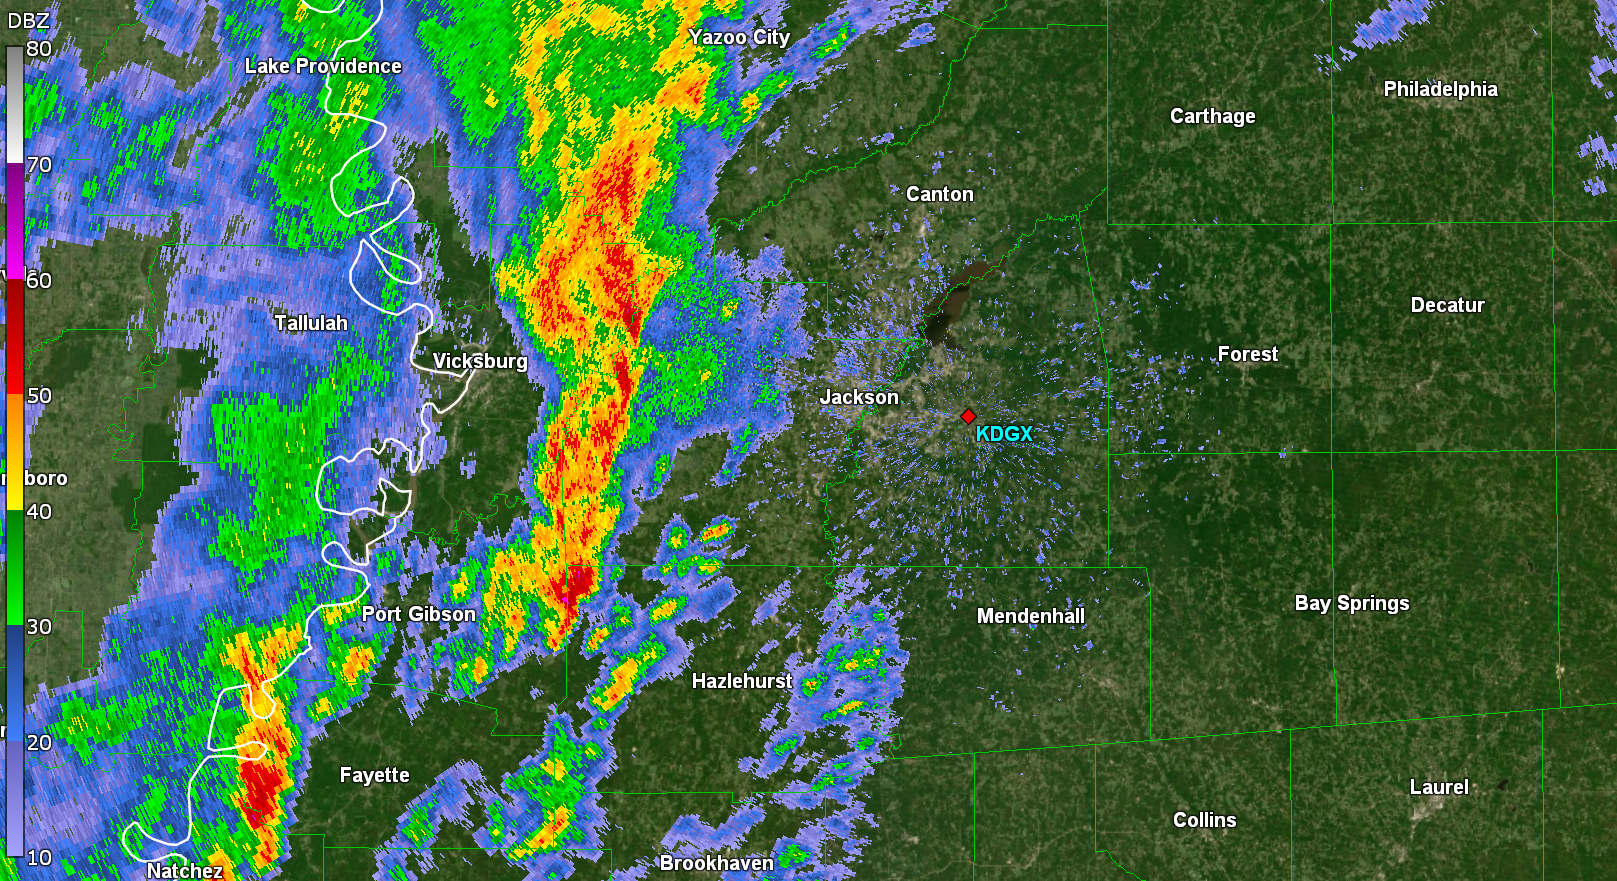 DBZ
80
70
60
50
40
30
20
10
Yazoo City
Lake Providence
Philadelphia
Carthage
Canton
Decatur
Tallulah
Forest
Vicksburg
Jackson
KDGX
boro
Bay Springs
Port Gibson
Mendenhall
Hazlehurst
Fayette
Laurel
Collins
Brookhaven
Natchez